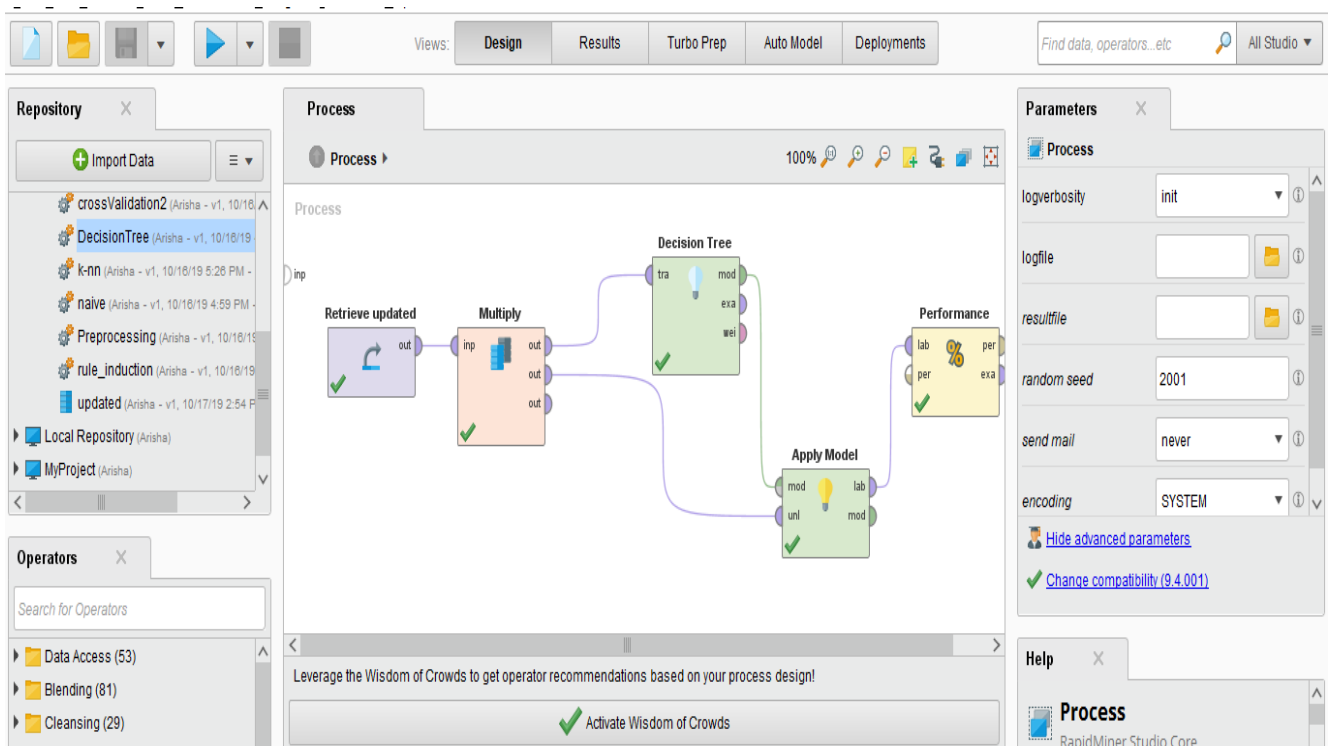 Views:
Design
Results
Turbo Prep
Auto Model
Deployments
Find data, operators...etc
All Studio
Repository
Import Data
crossValidation2 (Arisha - v1, 10/16
DecisionTree (Arisha - v1, 10/16/19
k-nn (Arisha - v1, 10/16/19 5:26 PM -
naive (Arisha - v1, 10/16/19 4:59 PM -
Preprocessing (Arisha - v1, 10/16/19
rule_induction (Arisha - v1, 10/16/19
updated (Arisha - v1, 10/17/19 2:54 P
Local Repository (Arisha)
MyProject (Arisha)
Operators
Search for Operators
Data Access (53)
Blending (81)
Cleansing (29)
Process
Process
100%
Process
inp
Retrieve updated
out
Multiply
inp
out
out
out
Decision Tree
tra
mod
exa
wei
Apply Model
mod
lab
unl
mod
Performance
lab
per
per
exa
Leverage the Wisdom of Crowds to get operator recommendations based on your process design!
Activate Wisdom of Crowds
Parameters
Process
logverbosity
init
logfile
resultfile
random seed
2001
send mail
never
encoding
SYSTEM
Hide advanced parameters
Change compatibility (9.4.001)
Help
Process
RapidMiner Studio Core